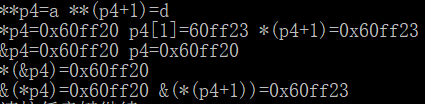 **p4=a **(p4+1)=d
*p4=0x60ff20 p4[1]=60ff23 *(p4+1)=0x60ff23
&p4=0x60ff20 p4=0x60ff20
*(&p4)=0x60ff20
&(*p4)=0x60ff20 &(*(p4+1))=0x60ff23